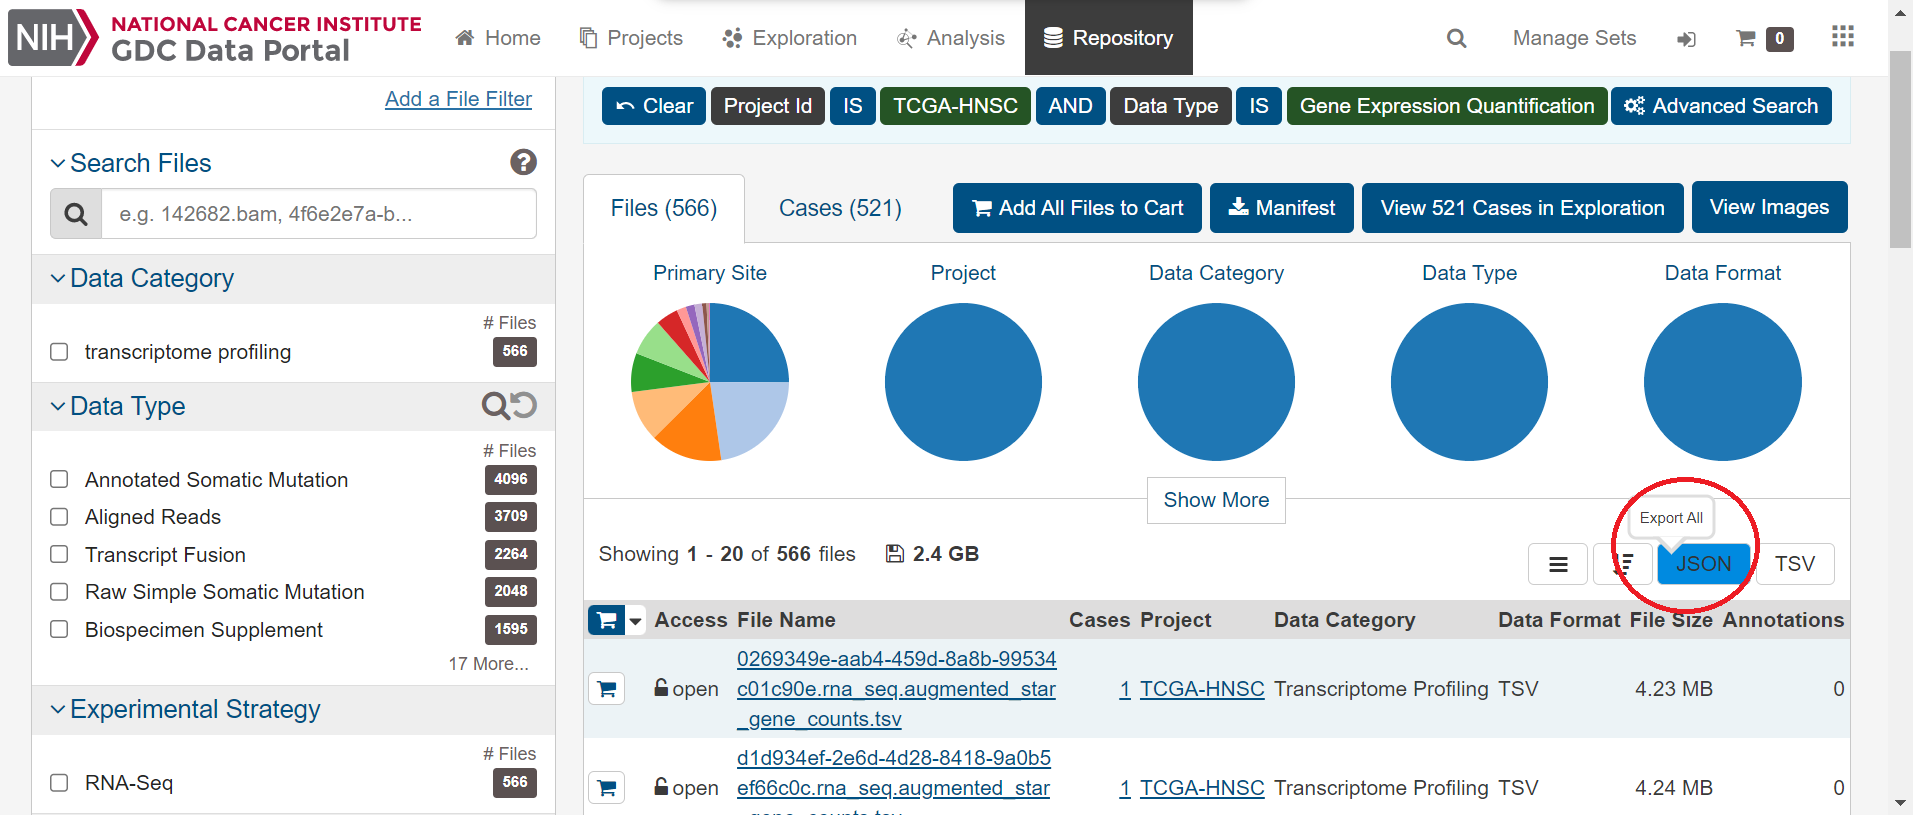 NIH NATIONAL CANCER INSTITUTE
GDC Data Portal
Home Projects Exploration Analysis Repository Manage Sets 0
Add a File Filter
Search Files
e.g. 142682.bam, 4f6e2e7a-b...
Data Category
# Files
transcriptome profiling 566
Data Type
# Files
Annotated Somatic Mutation 4096
Aligned Reads 3709
Transcript Fusion 2264
Raw Simple Somatic Mutation 2048
Biospecimen Supplement 1595
17 More...
Experimental Strategy
# Files
RNA-Seq 566
Clear Project Id IS TCGA-HNSC AND Data Type IS Gene Expression Quantification Advanced Search
Files (566) Cases (521) Add All Files to Cart Manifest View 521 Cases in Exploration View Images
Primary Site Project Data Category Data Type Data Format
Show More
Export All
Showing 1 - 20 of 566 files 2.4 GB JSON TSV
Access File Name Cases Project Data Category Data Format File Size Annotations
0269349e-aab4-459d-8a8b-99534
open c01c90e.rna_seq.augmented_star 1 TCGA-HNSC Transcriptome Profiling TSV 4.23 MB 0
_gene_counts.tsv
d1d934ef-2e6d-4d28-8418-9a0b5
open ef66c0c.rna_seq.augmented_star 1 TCGA-HNSC Transcriptome Profiling TSV 4.24 MB 0
_gene_counts.tsv